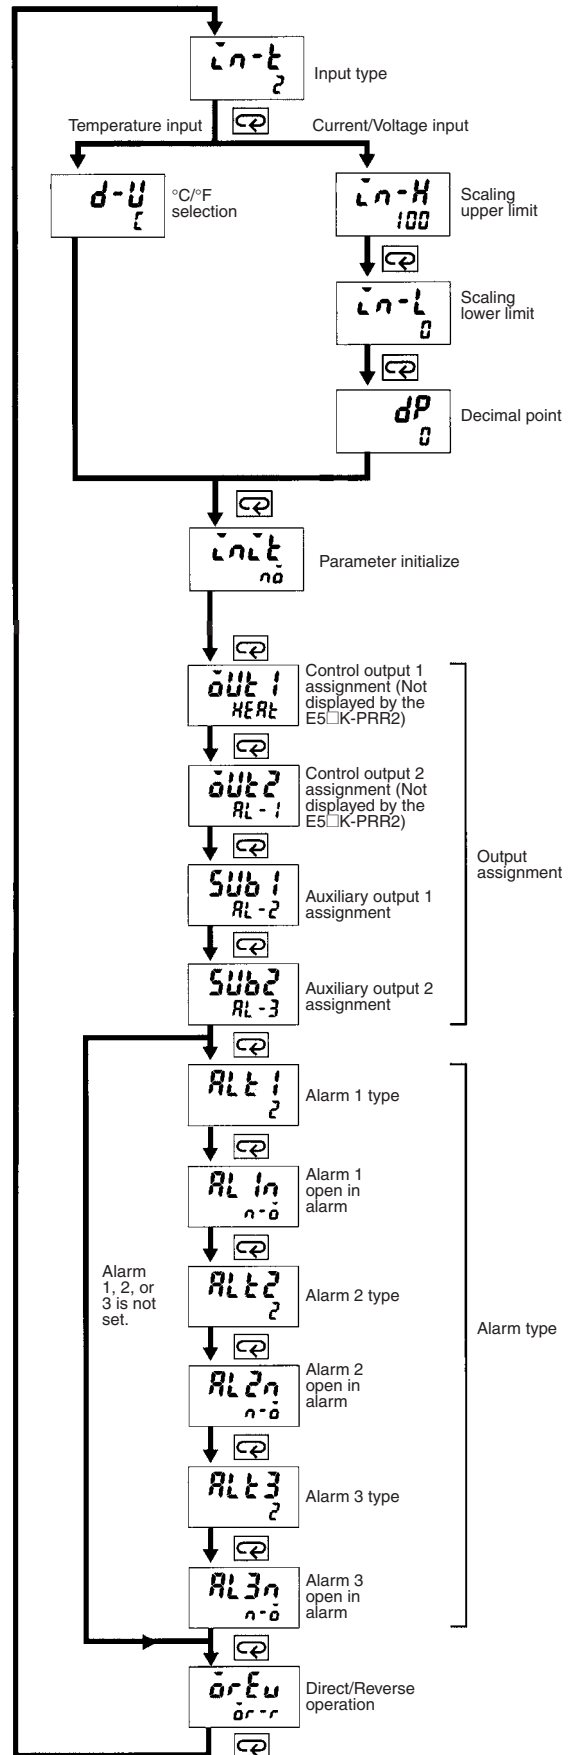 in-t
2
Input type
Temperature input
Current/Voltage input
d-U
C
°C/°F
selection
in-H
100
Scaling
upper limit
in-L
0
Scaling
lower limit
dP
0
Decimal point
init
no
Parameter initialize
oUt1
HEAt
Control output 1
assignment (Not
displayed by the
E5□K-PRR2)
oUt2
AL-1
Control output 2
assignment (Not
displayed by the
E5□K-PRR2)
SUb1
AL-2
Auxiliary output 1
assignment
SUb2
AL-3
Auxiliary output 2
assignment
Output
assignment
ALt1
2
Alarm 1 type
AL1n
n-o
Alarm 1
open in
alarm
Alarm
1, 2, or
3 is not
set.
ALt2
2
Alarm 2 type
Alarm type
AL2n
n-o
Alarm 2
open in
alarm
ALt3
2
Alarm 3 type
AL3n
n-o
Alarm 3
open in
alarm
orEu
or-r
Direct/Reverse
operation